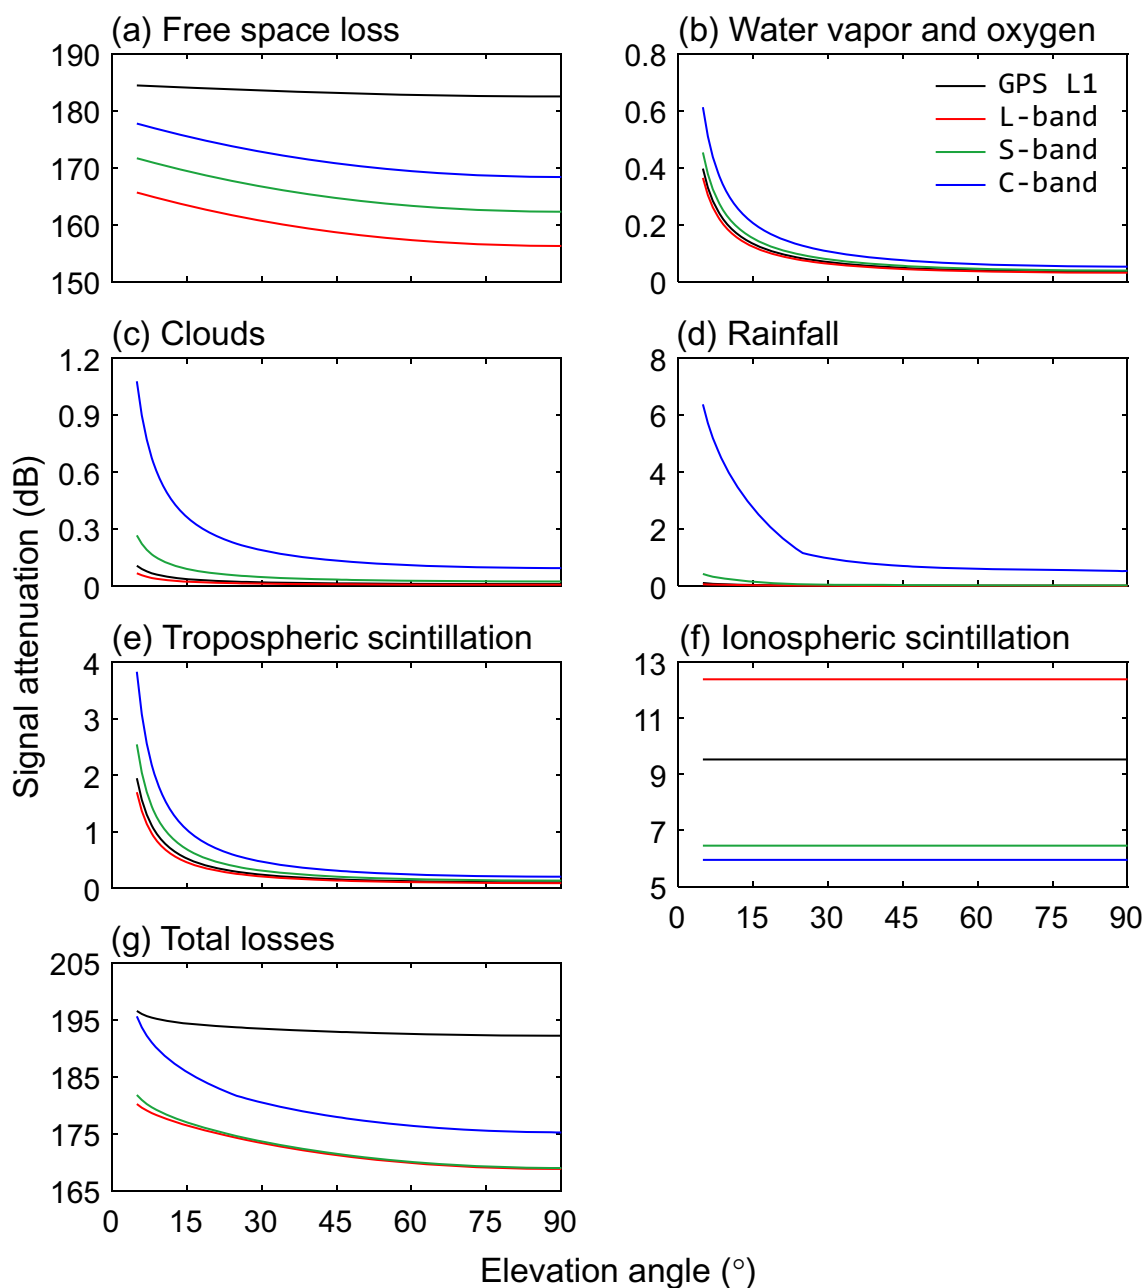 (a) Free space loss
190
180
170
160
150
(b) Water vapor and oxygen
0.8
0.6
0.4
0.2
0
GPS L1
L-band
S-band
C-band
(c) Clouds
1.2
0.9
0.6
0.3
0
(d) Rainfall
8
6
4
2
0
Signal attenuation (dB)
(e) Tropospheric scintillation
4
3
2
1
0
(f) Ionospheric scintillation
13
11
9
7
5
0 15 30 45 60 75 90
(g) Total losses
205
195
185
175
165
0 15 30 45 60 75 90
Elevation angle (°)